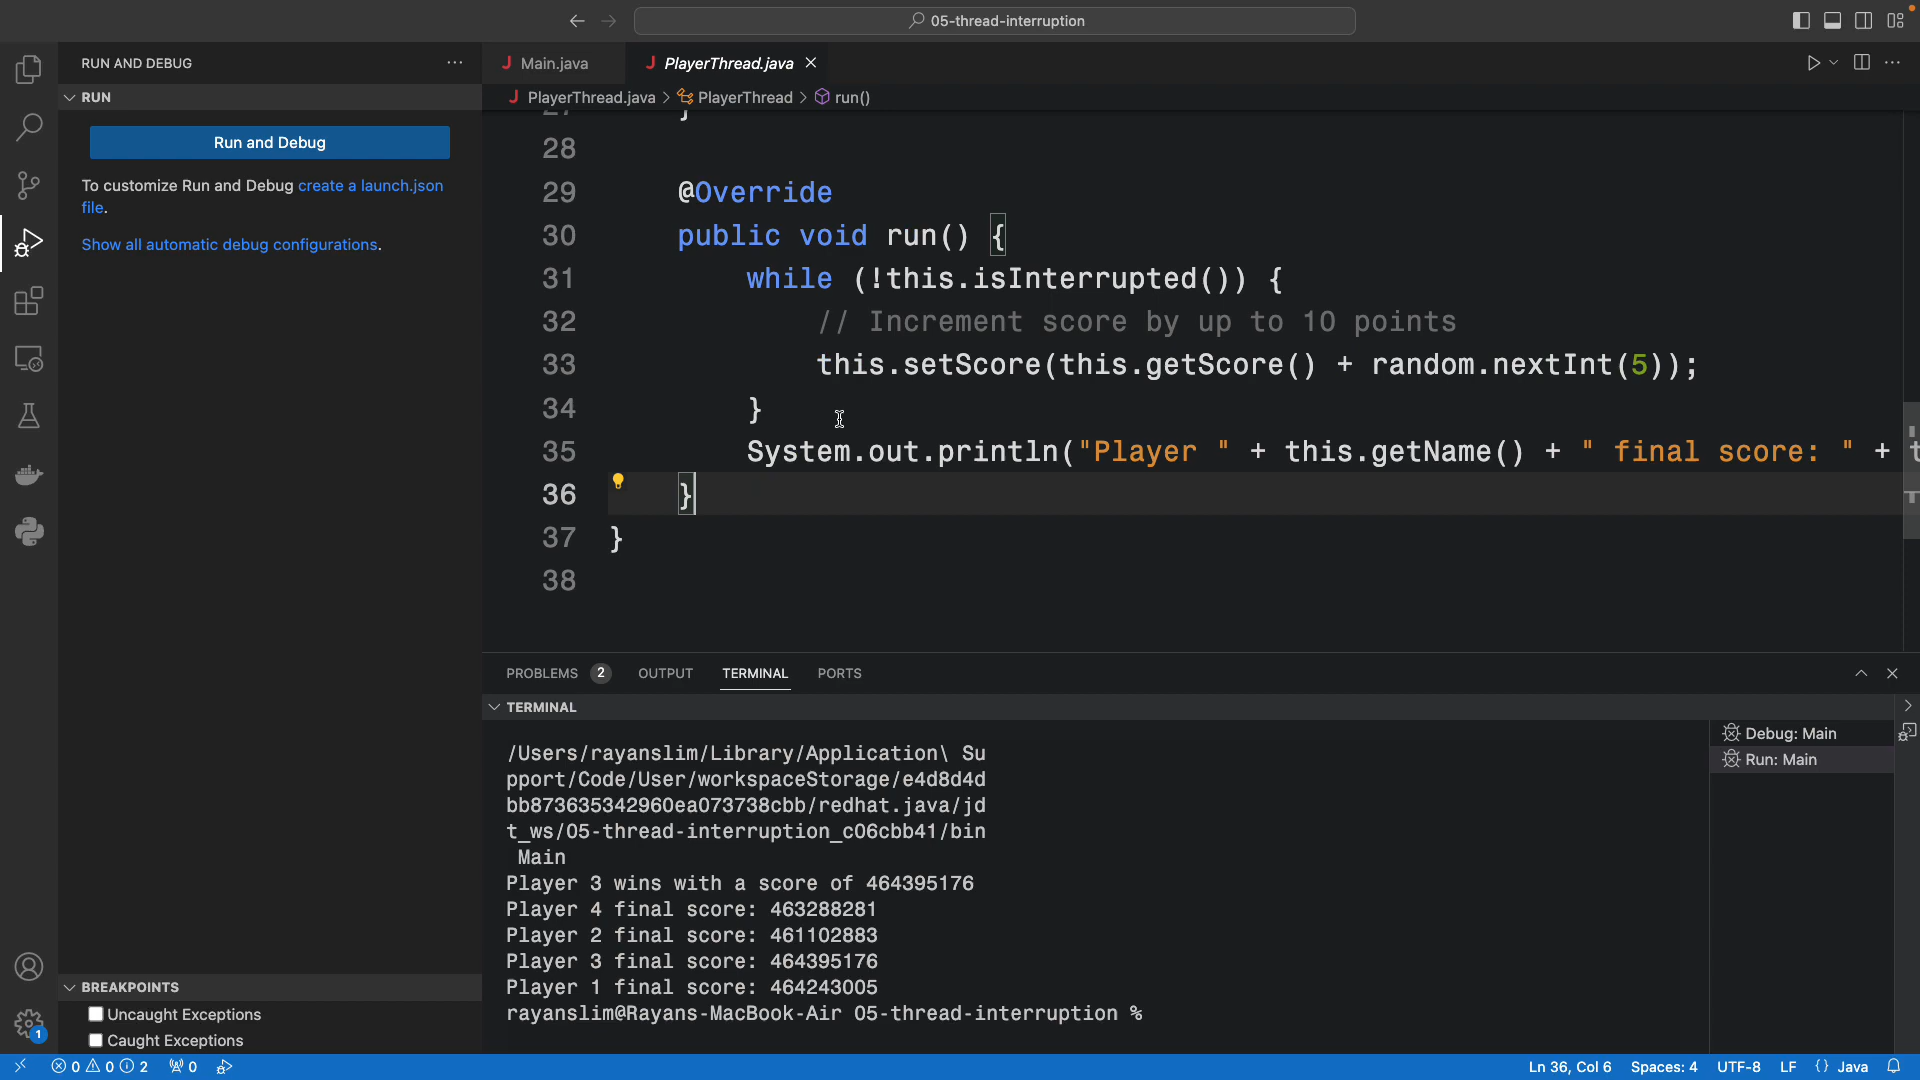 05-thread-interruption
RUN AND DEBUG
Main.java
PlayerThread.java
RUN
PlayerThread.java > PlayerThread > run()
Run and Debug
To customize Run and Debug create a launch.json
file.
Show all automatic debug configurations.
28
29 @Override
30 public void run() {
31 while (!this.isInterrupted()) {
32 // Increment score by up to 10 points
33 this.setScore(this.getScore() + random.nextInt(5));
34 }
35 System.out.println("Player " + this.getName() + " final score: " + t
36 }
37 }
38
PROBLEMS 2 OUTPUT TERMINAL PORTS
TERMINAL
/Users/rayanslim/Library/Application\ Su
pport/Code/User/workspaceStorage/e4d8d4d
bb873635342960ea073738cbb/redhat.java/jd
t_ws/05-thread-interruption_c06cbb41/bin
Main
Player 3 wins with a score of 464395176
Player 4 final score: 463288281
Player 2 final score: 461102883
Player 3 final score: 464395176
Player 1 final score: 464243005
rayanslim@Rayans-MacBook-Air 05-thread-interruption %
Debug: Main
Run: Main
BREAKPOINTS
Uncaught Exceptions
Caught Exceptions
1
0 0 2 0
Ln 36, Col 6 Spaces: 4 UTF-8 LF {} Java